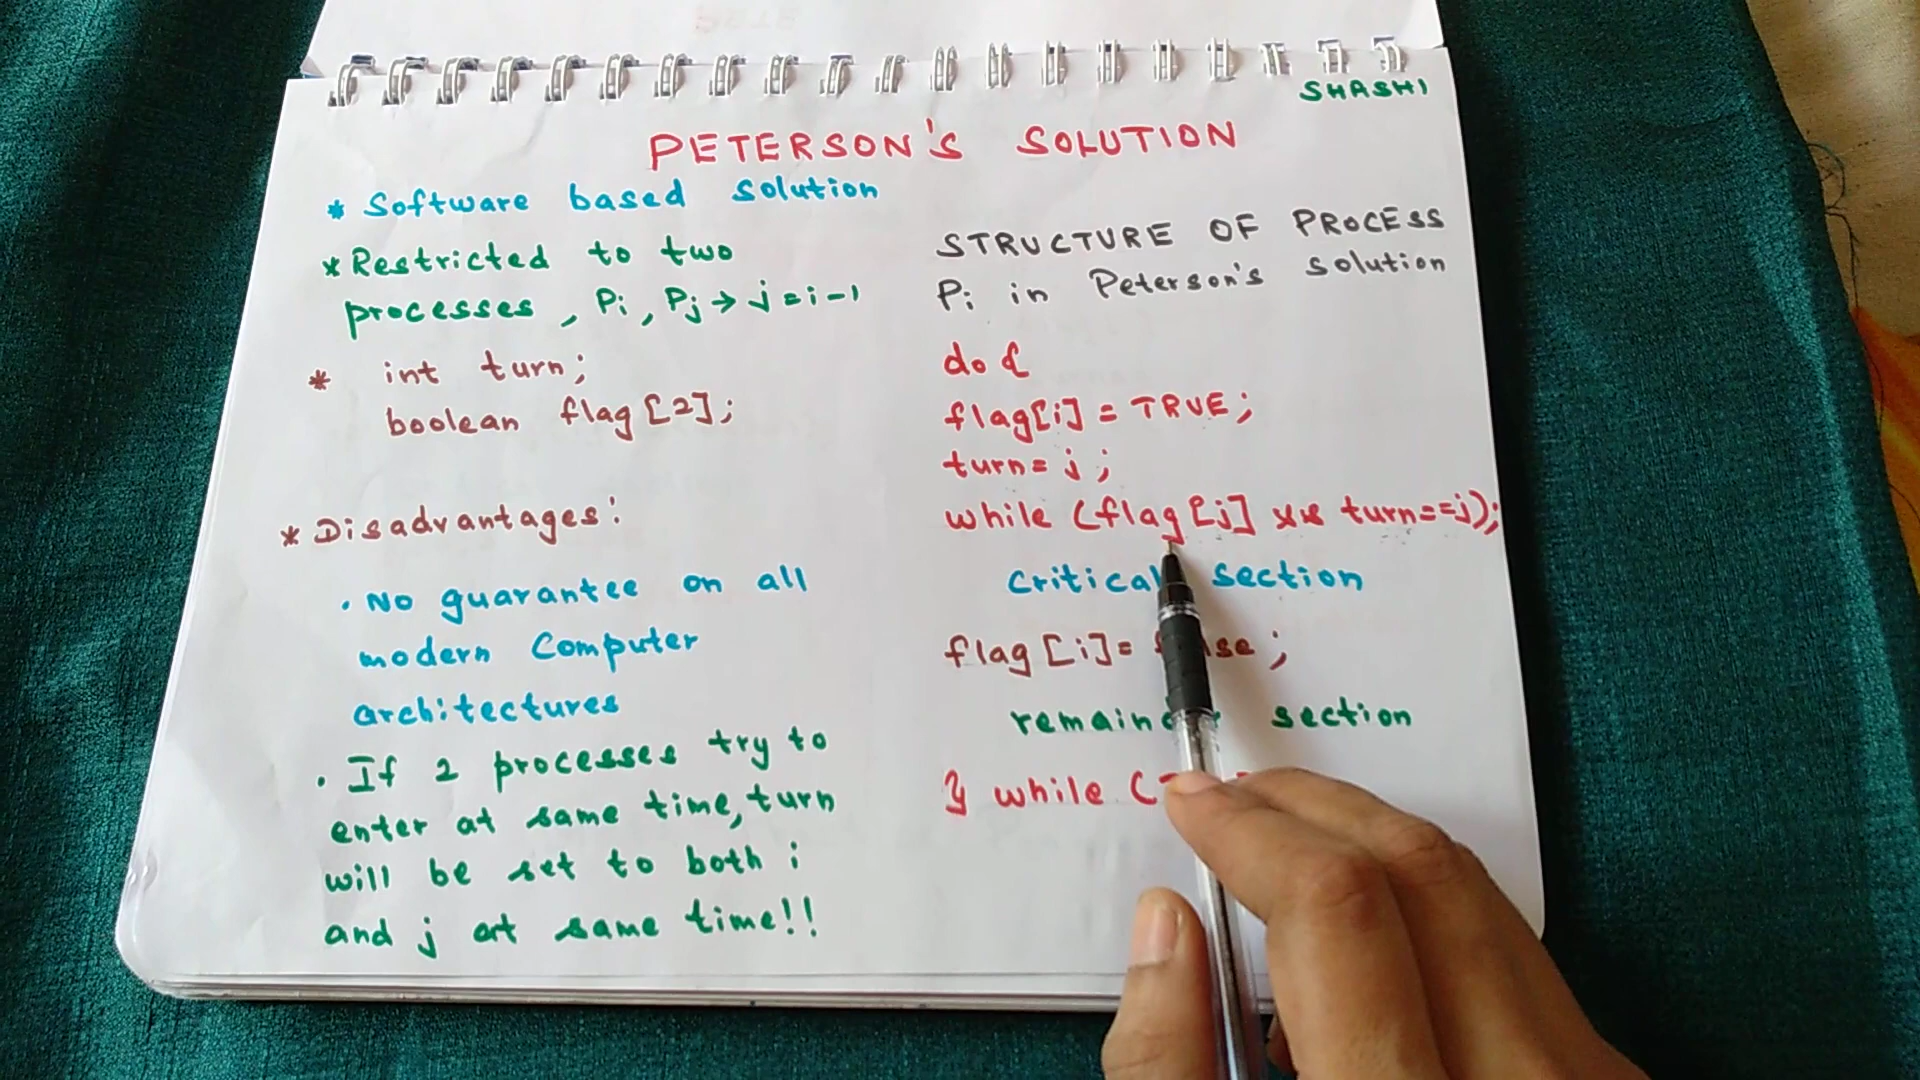 SHASHI
PETERSON'S SOLUTION
* Software based solution
* Restricted to two
processes, Pi, Pj → j = i-1
* int turn;
boolean flag[2];
* Disadvantages:
. No guarantee on all
modern Computer
architectures
. If 2 processes try to
enter at same time, turn
will be set to both i
and j at same time!!
STRUCTURE OF PROCESS
Pi in Peterson's solution
do {
flag[i] = TRUE;
turn= j;
while (flag[j] && turn==j);
Critical section
flag[i]= ;
section
} while (